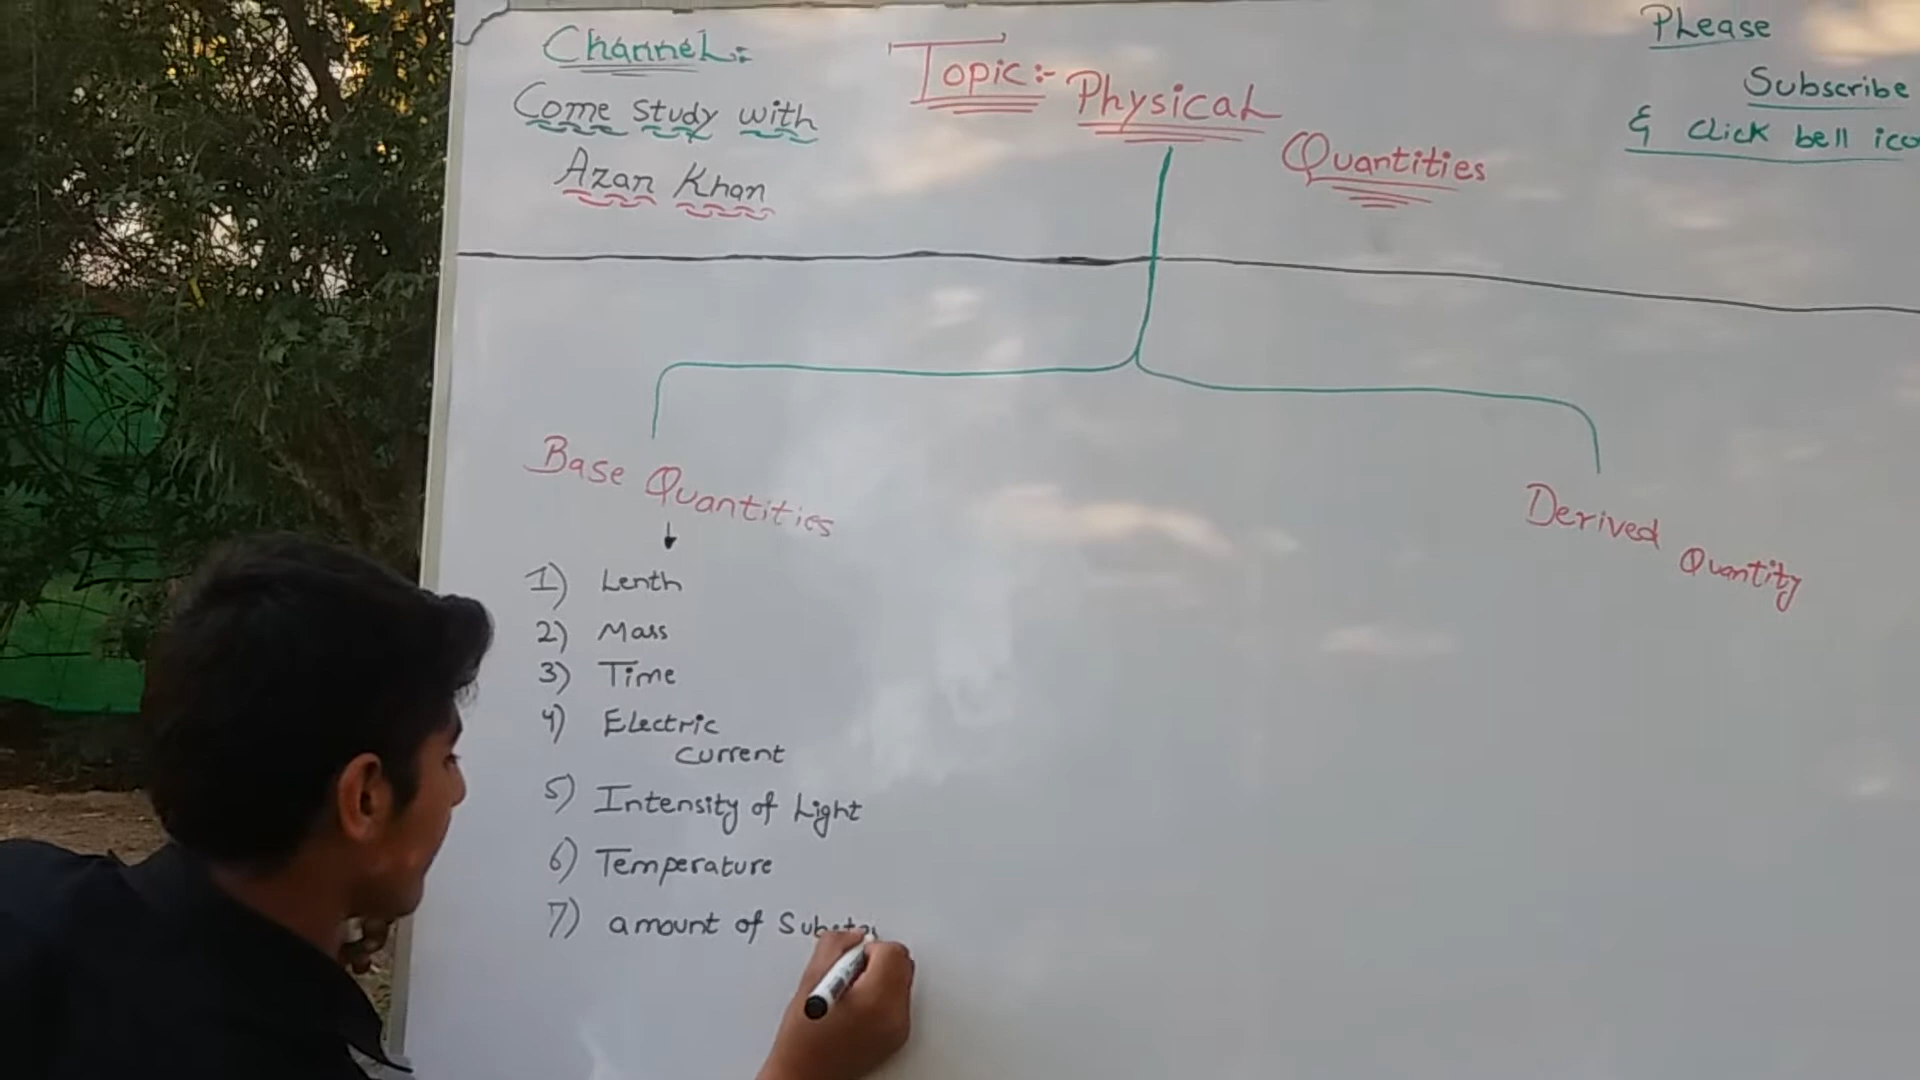 Channel:
Come study with
Azan Khan
Topic:- Physical
Quantities
PLease
Subscribe
& Click bell ico
Base Quantities
1) Lenth
2) Mass
3) Time
4) Electric
current
5) Intensity of Light
6) Temperature
7) amount of
Derived
Quantity